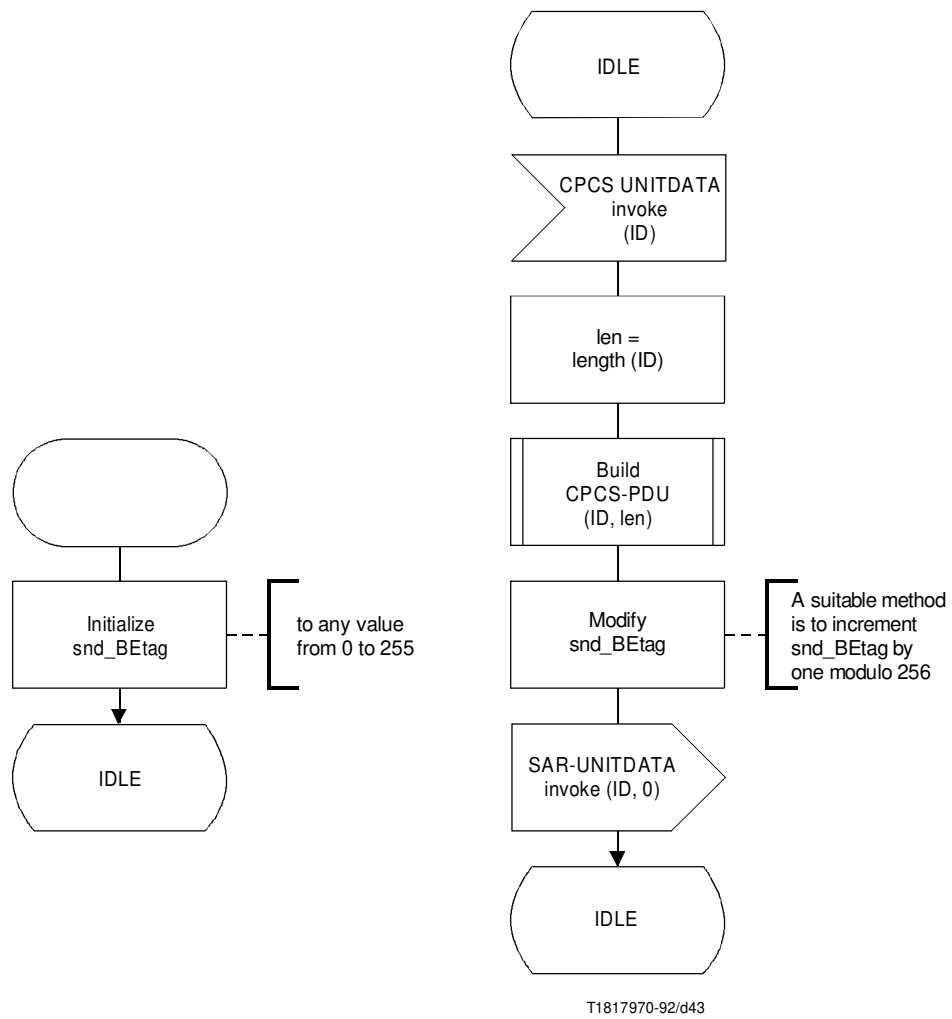 Initialize
snd_BEtag
to any value
from 0 to 255
IDLE
IDLE
CPCS UNITDATA
invoke
(ID)
len =
length (ID)
Build
CPCS-PDU
(ID, len)
Modify
snd_BEtag
A suitable method
is to increment
snd_BEtag by
one modulo 256
SAR-UNITDATA
invoke (ID, 0)
IDLE
T1817970-92/d43